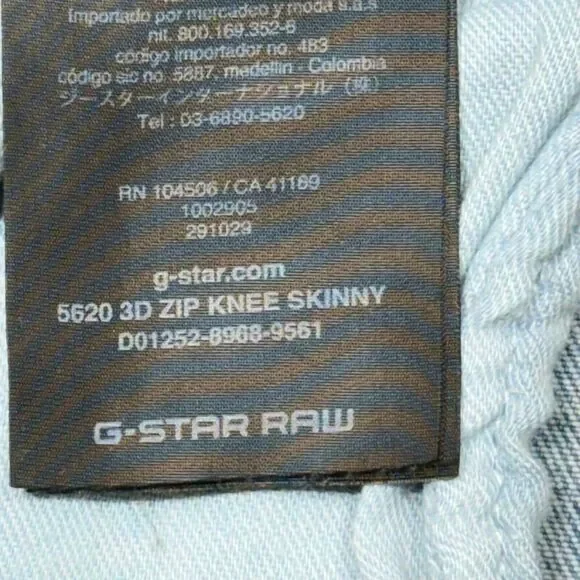 Importado por mercadeo y moda s.a.s
nit. 800.169.352-6
código importador no. 483
código sic no. 5887, medellin - Colombia
ジースターインターナショナル（株）
Tel : 03-6890-5620
RN 104506 / CA 41189
1002905
291029
g-star.com
5620 3D ZIP KNEE SKINNY
D01252-8968-9561
G-STAR RAW